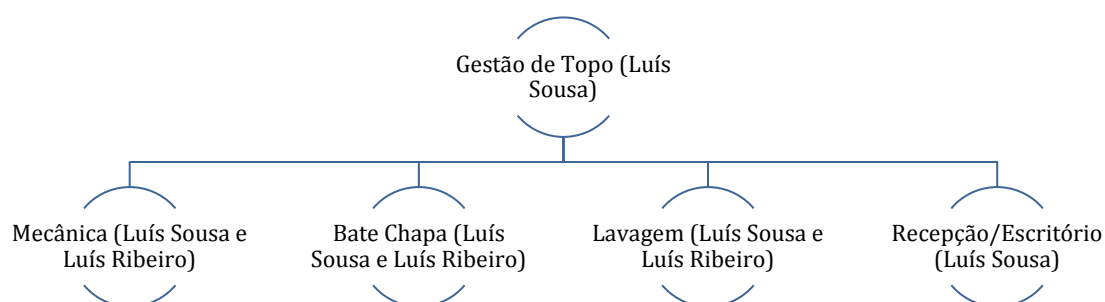 Gestão de Topo (Luís
Sousa)
Mecânica (Luís Sousa e
Luís Ribeiro)
Bate Chapa (Luís
Sousa e Luís Ribeiro)
Lavagem (Luís Sousa e
Luís Ribeiro)
Recepção/Escritório
(Luís Sousa)